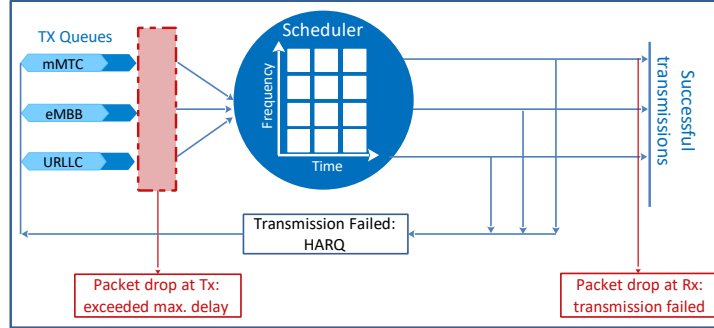 TX Queues
mMTC
eMBB
URLLC
Scheduler
Frequency
Time
Successful
transmissions
Transmission Failed:
HARQ
Packet drop at Tx:
exceeded max. delay
Packet drop at Rx:
transmission failed